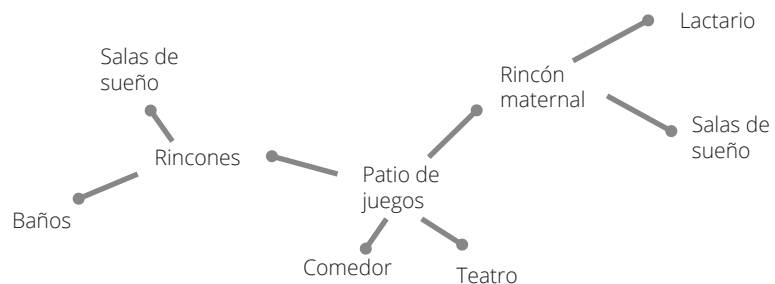 Lactario
Salas de
sueño
Rincón
maternal
Salas de
sueño
Rincones
Patio de
juegos
Baños
Comedor
Teatro